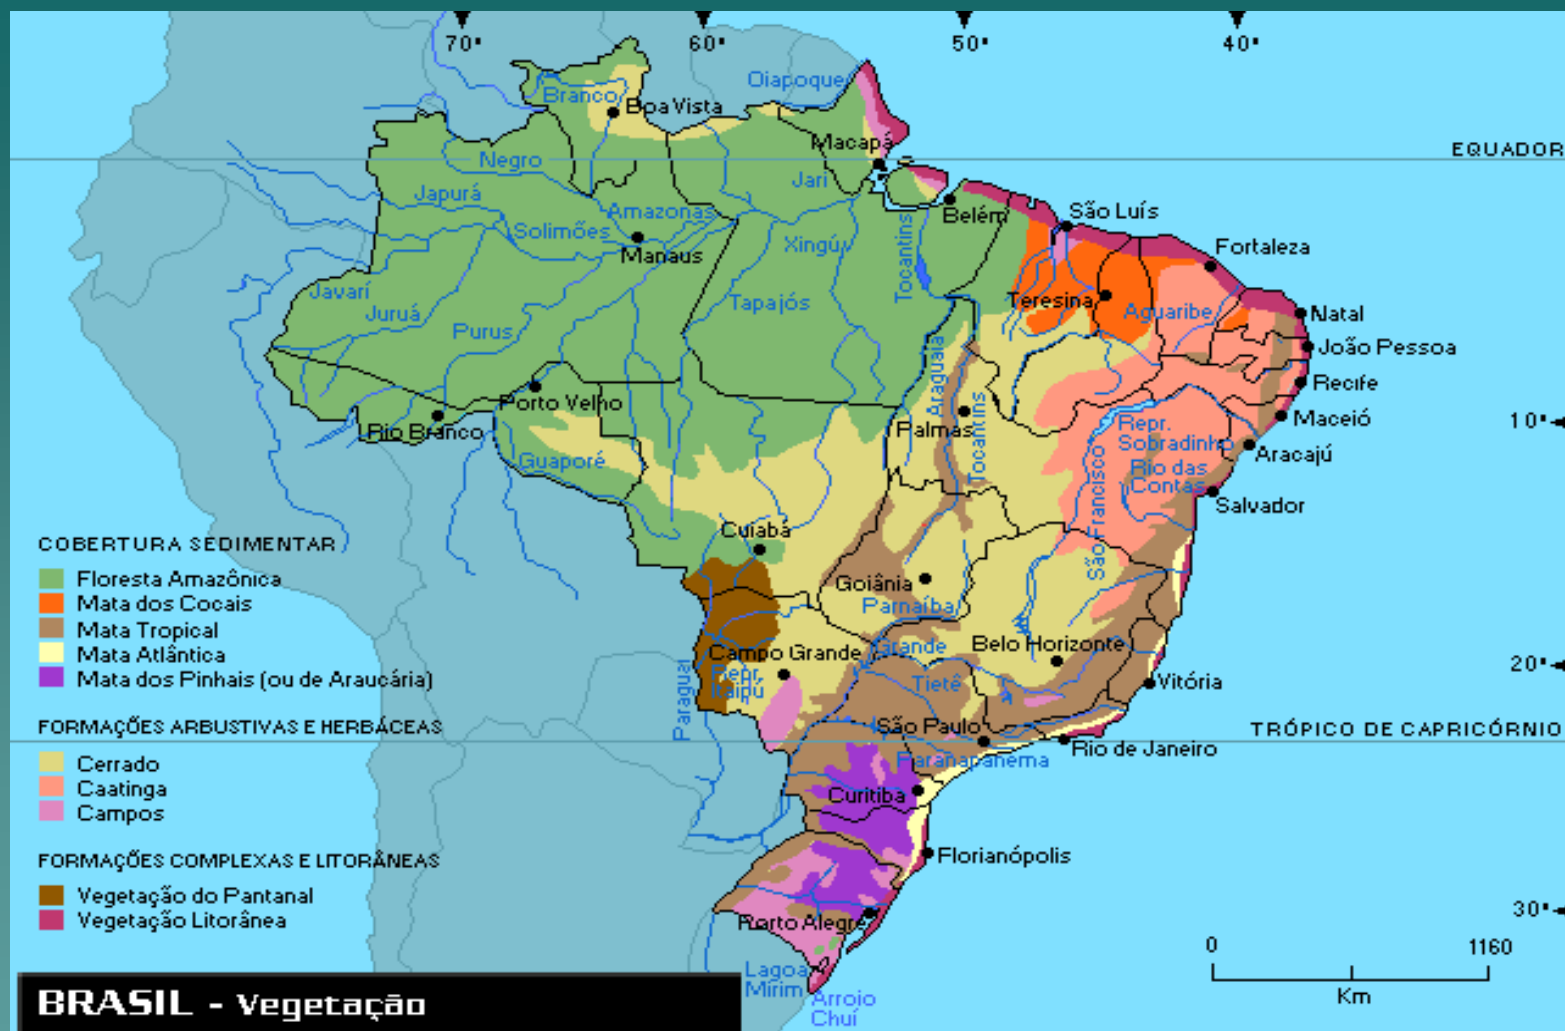 70°
60°
50°
40°
Oiapoque
Branco
Boa Vista
Macapá
EQUADOR
Negro
Jari
Japurá
Amazonas
Belém
São Luís
Solimões
Xingú
Tocantins
Fortaleza
Manaus
Javarí
Tapajós
Teresina
Aguaribe
Juruá
Natal
Purus
João Pessoa
Araguaia
Recife
Porto Velho
Palmas
Tocantins
Repr.
Sobradinho
Maceió
10°
Rio Branco
Aracajú
Guaporé
Rio das
Contas
São Francisco
Salvador
Cuiabá
COBERTURA SEDIMENTAR
Floresta Amazônica
Mata dos Cocais
Mata Tropical
Mata Atlântica
Mata dos Pinhais (ou de Araucária)
Goiânia
Parnaíba
Campo Grande
Grande
Belo Horizonte
20°
Repr.
Itaipú
Paraguai
Tietê
Vitória
FORMAÇÕES ARBUSTIVAS E HERBÁCEAS
Cerrado
Caatinga
Campos
São Paulo
TRÓPICO DE CAPRICÓRNIO
Rio de Janeiro
Paranapanema
Curitiba
FORMAÇÕES COMPLEXAS E LITORÂNEAS
Vegetação do Pantanal
Vegetação Litorânea
Florianópolis
30°
Porto Alegre
0 1160
Km
Lagoa
Mirim
Arroio
Chuí
BRASIL - Vegetação